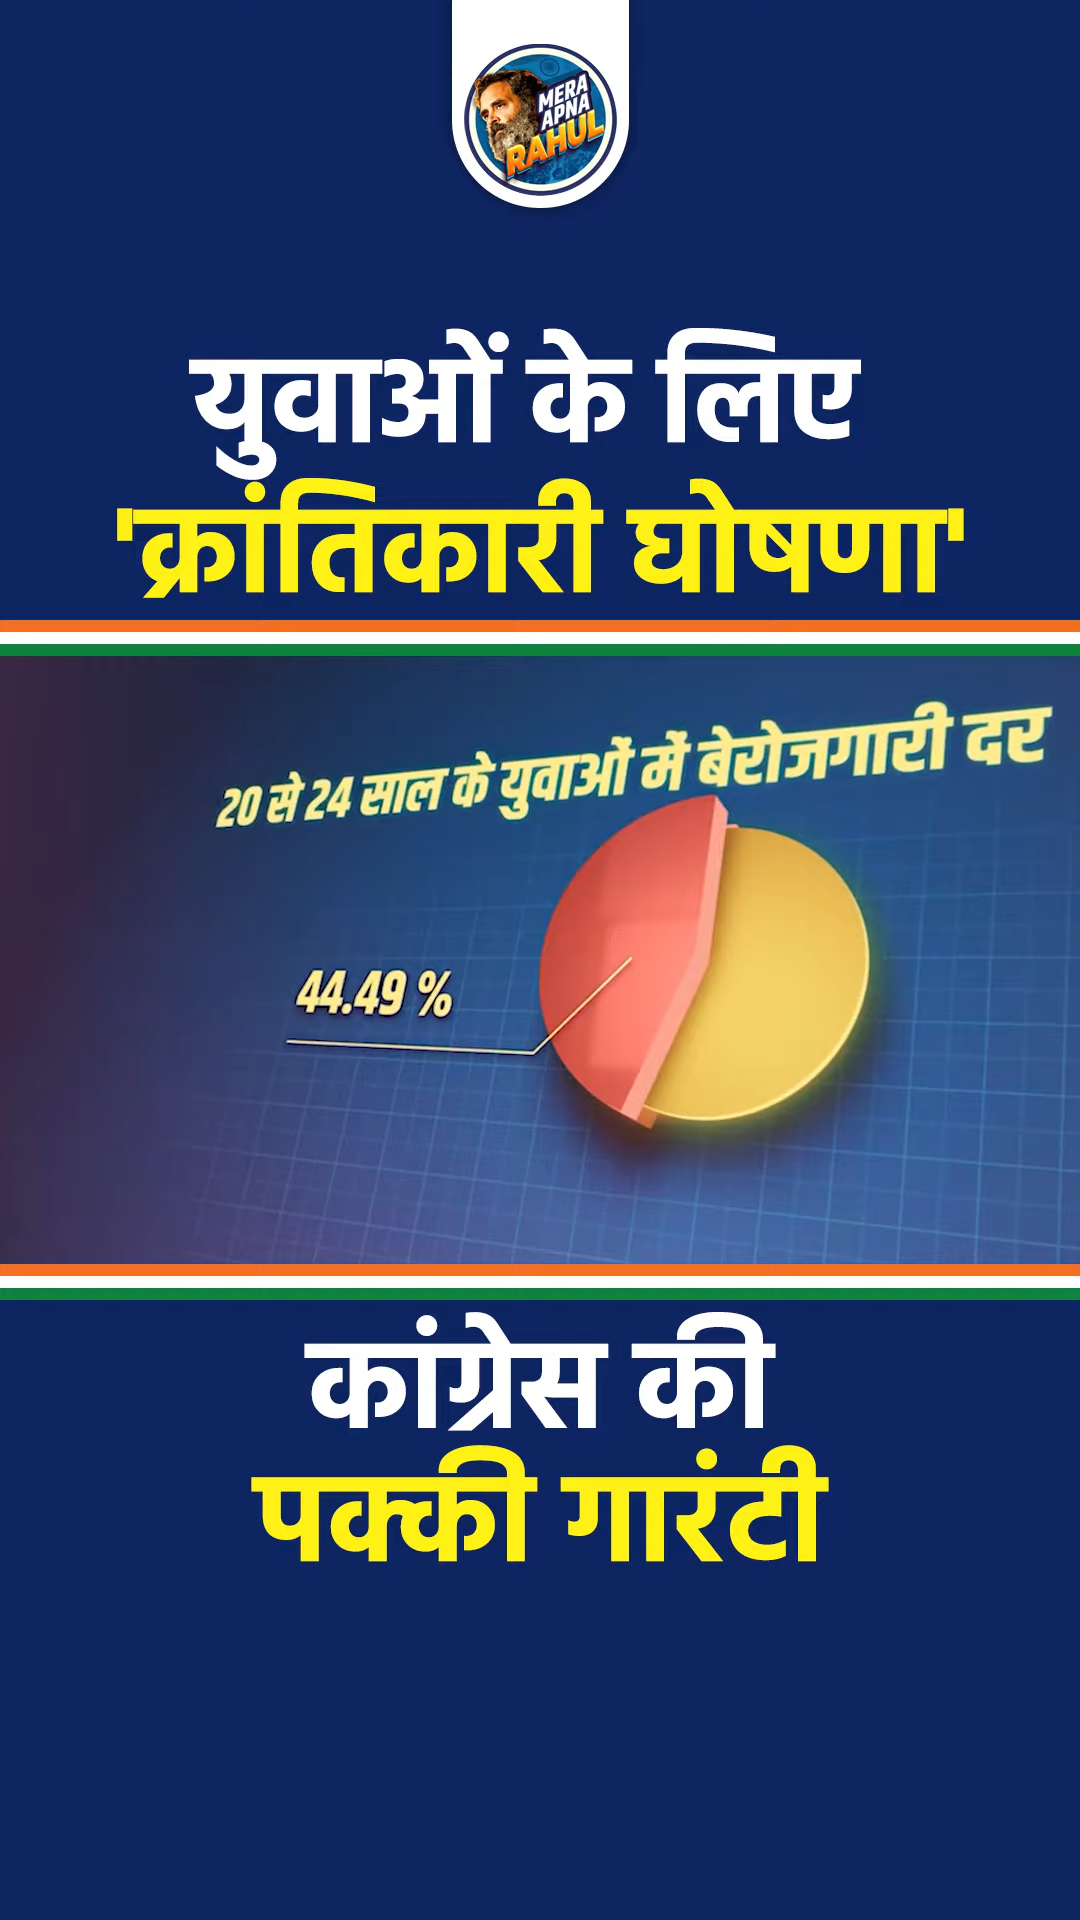 MERA
APNA
RAHUL
युवाओं के लिए
'क्रांतिकारी घोषणा'
20 से 24 साल के युवाओं में बेरोजगारी दर
44.49 %
कांग्रेस की
पक्की गारंटी